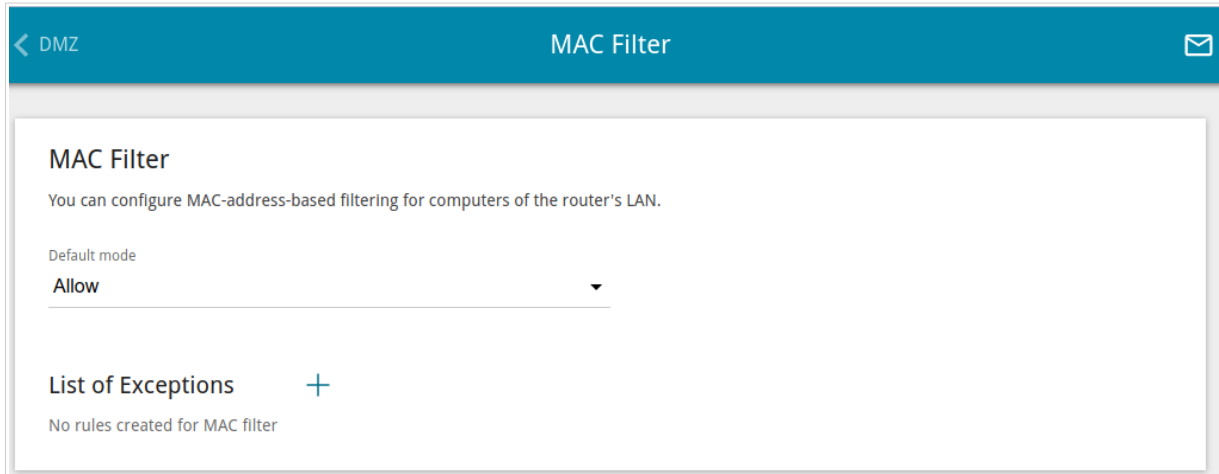 DMZ
MAC Filter
MAC Filter
You can configure MAC-address-based filtering for computers of the router's LAN.
Default mode
Allow
List of Exceptions
No rules created for MAC filter